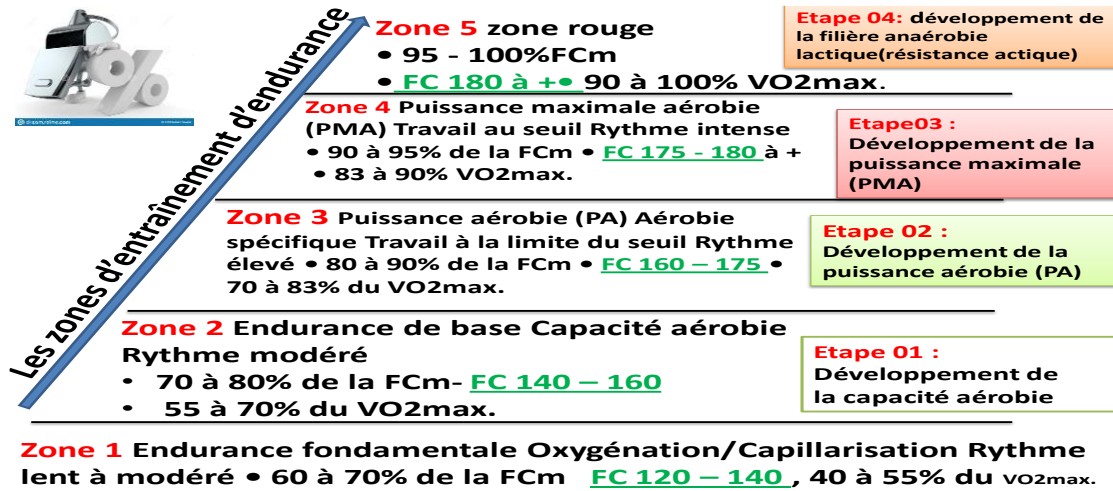 Les zones d'entraînement d'endurance
Zone 5 zone rouge
• 95 - 100%FCm
• FC 180 à +• 90 à 100% VO2max.
Etape 04: développement de
la filière anaérobie
lactique(résistance actique)
Zone 4 Puissance maximale aérobie
(PMA) Travail au seuil Rythme intense
• 90 à 95% de la FCm • FC 175 - 180 à +
• 83 à 90% VO2max.
Etape03 :
Développement de la
puissance maximale
(PMA)
Zone 3 Puissance aérobie (PA) Aérobie
spécifique Travail à la limite du seuil Rythme
élevé • 80 à 90% de la FCm • FC 160 – 175 •
70 à 83% du VO2max.
Etape 02 :
Développement de la
puissance aérobie (PA)
Zone 2 Endurance de base Capacité aérobie
Rythme modéré
• 70 à 80% de la FCm- FC 140 – 160
• 55 à 70% du VO2max.
Etape 01 :
Développement de
la capacité aérobie
Zone 1 Endurance fondamentale Oxygénation/Capillarisation Rythme
lent à modéré • 60 à 70% de la FCm FC 120 – 140 , 40 à 55% du VO2max.